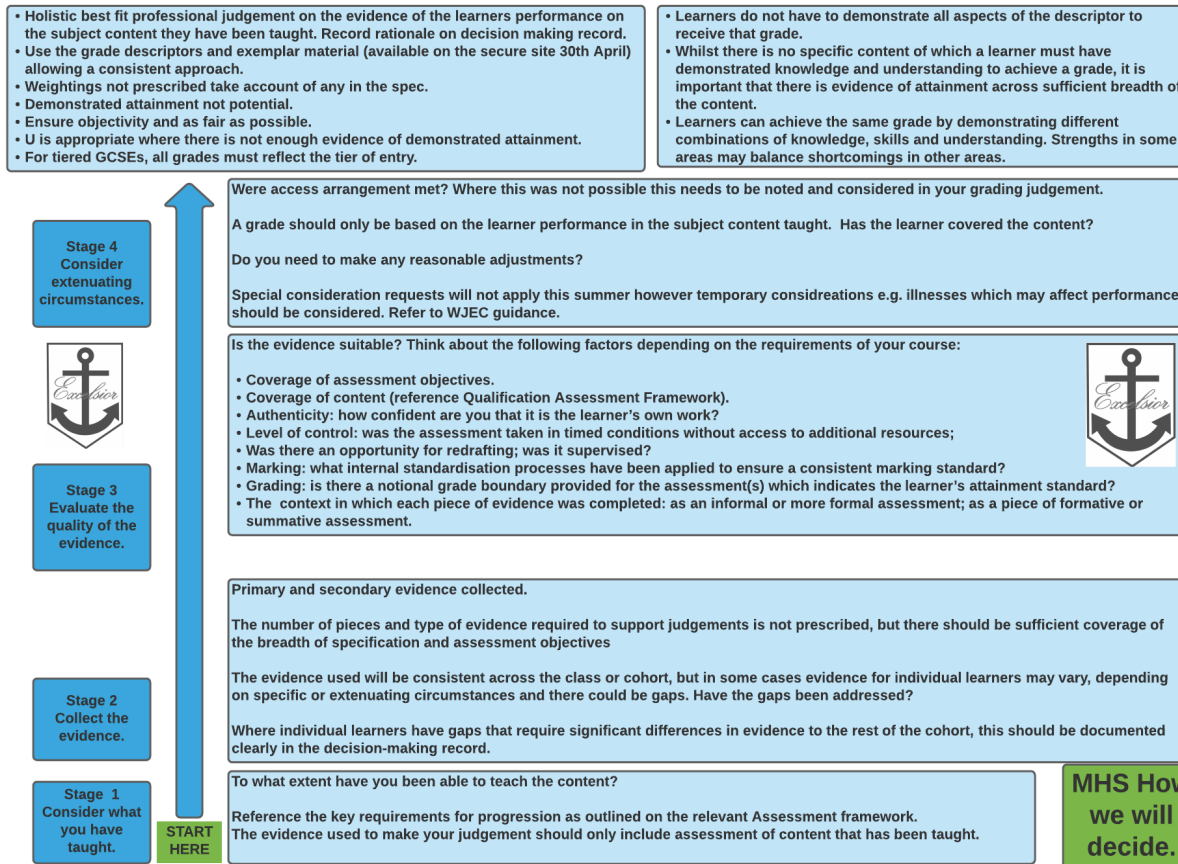 • Holistic best fit professional judgement on the evidence of the learners performance on
the subject content they have been taught. Record rationale on decision making record.
• Use the grade descriptors and exemplar material (available on the secure site 30th April)
allowing a consistent approach.
• Weightings not prescribed take account of any in the spec.
• Demonstrated attainment not potential.
• Ensure objectivity and as fair as possible.
• U is appropriate where there is not enough evidence of demonstrated attainment.
• For tiered GCSEs, all grades must reflect the tier of entry.
• Learners do not have to demonstrate all aspects of the descriptor to
receive that grade.
• Whilst there is no specific content of which a learner must have
demonstrated knowledge and understanding to achieve a grade, it is
important that there is evidence of attainment across sufficient breadth of
the content.
• Learners can achieve the same grade by demonstrating different
combinations of knowledge, skills and understanding. Strengths in some
areas may balance shortcomings in other areas.
Stage 4
Consider
extenuating
circumstances.
Were access arrangement met? Where this was not possible this needs to be noted and considered in your grading judgement.
A grade should only be based on the learner performance in the subject content taught. Has the learner covered the content?
Do you need to make any reasonable adjustments?
Special consideration requests will not apply this summer however temporary considreations e.g. illnesses which may affect performance
should be considered. Refer to WJEC guidance.
Excelsior
Stage 3
Evaluate the
quality of the
evidence.
Is the evidence suitable? Think about the following factors depending on the requirements of your course:
• Coverage of assessment objectives.
• Coverage of content (reference Qualification Assessment Framework).
• Authenticity: how confident are you that it is the learner's own work?
• Level of control: was the assessment taken in timed conditions without access to additional resources;
• Was there an opportunity for redrafting; was it supervised?
• Marking: what internal standardisation processes have been applied to ensure a consistent marking standard?
• Grading: is there a notional grade boundary provided for the assessment(s) which indicates the learner's attainment standard?
• The context in which each piece of evidence was completed: as an informal or more formal assessment; as a piece of formative or
summative assessment.
Excelsior
Stage 2
Collect the
evidence.
Primary and secondary evidence collected.
The number of pieces and type of evidence required to support judgements is not prescribed, but there should be sufficient coverage of
the breadth of specification and assessment objectives
The evidence used will be consistent across the class or cohort, but in some cases evidence for individual learners may vary, depending
on specific or extenuating circumstances and there could be gaps. Have the gaps been addressed?
Where individual learners have gaps that require significant differences in evidence to the rest of the cohort, this should be documented
clearly in the decision-making record.
Stage 1
Consider what
you have
taught.
START
HERE
To what extent have you been able to teach the content?
Reference the key requirements for progression as outlined on the relevant Assessment framework.
The evidence used to make your judgement should only include assessment of content that has been taught.
MHS How
we will
decide.